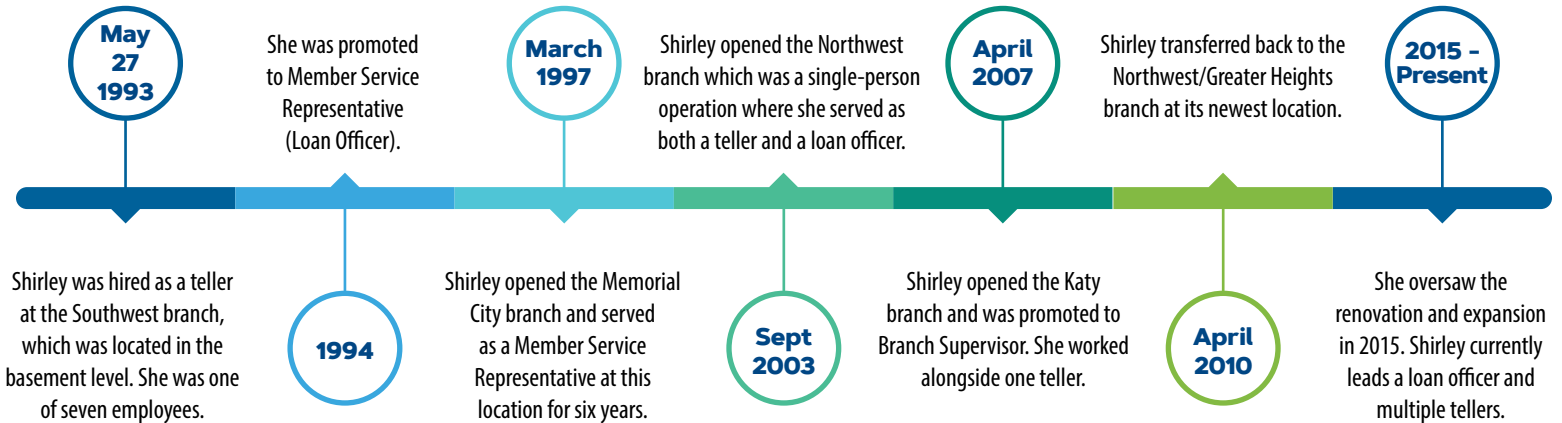 May
27
1993
Shirley was hired as a teller
at the Southwest branch,
which was located in the
basement level. She was one
of seven employees.
She was promoted
to Member Service
Representative
(Loan Officer).
1994
March
1997
Shirley opened the Memorial
City branch and served
as a Member Service
Representative at this
location for six years.
Shirley opened the Northwest
branch which was a single-person
operation where she served as
both a teller and a loan officer.
Sept
2003
April
2007
Shirley opened the Katy
branch and was promoted to
Branch Supervisor. She worked
alongside one teller.
Shirley transferred back to the
Northwest/Greater Heights
branch at its newest location.
April
2010
2015 -
Present
She oversaw the
renovation and expansion
in 2015. Shirley currently
leads a loan officer and
multiple tellers.